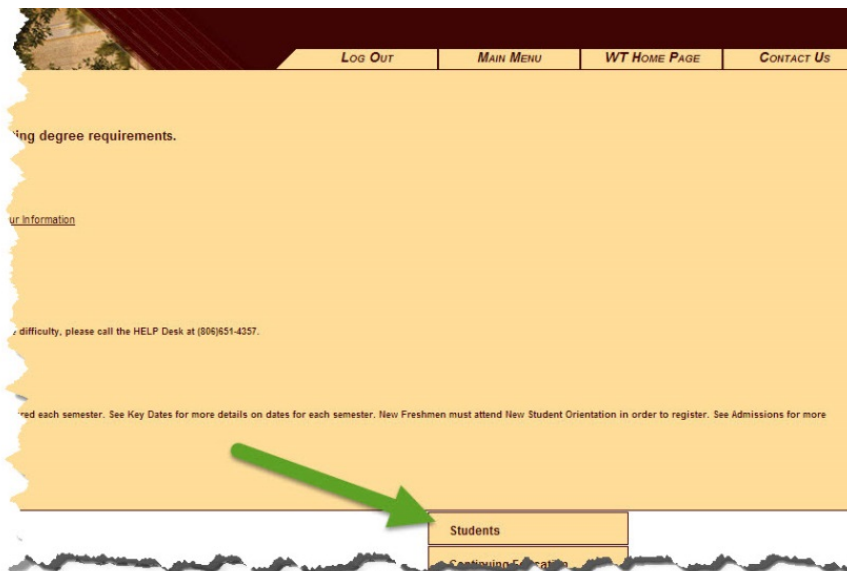 LOG OUT MAIN MENU WT HOME PAGE CONTACT US
ing degree requirements.
ur Information
difficulty, please call the HELP Desk at (806)651-4357.
red each semester. See Key Dates for more details on dates for each semester. New Freshmen must attend New Student Orientation in order to register. See Admissions for more
Students
Continuing Education